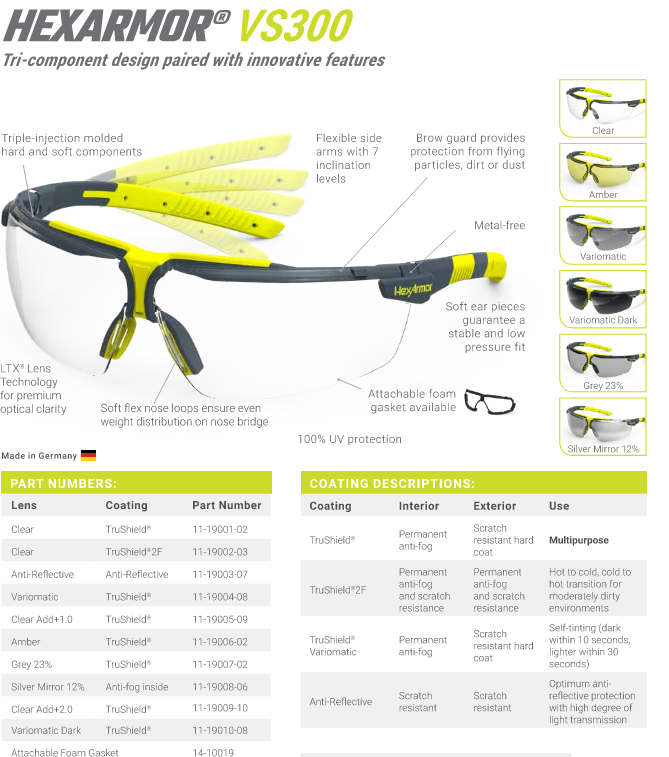 HEXARMOR® VS300
Tri-component design paired with innovative features
Triple-injection molded
hard and soft components
Flexible side
arms with 7
inclination
levels
Brow guard provides
protection from flying
particles, dirt or dust
Metal-free
HexArmor
Soft ear pieces
guarantee a
stable and low
pressure fit
LTX® Lens
Technology
for premium
optical clarity
Soft flex nose loops ensure even
weight distribution on nose bridge
Attachable foam
gasket available
100% UV protection
Made in Germany
Clear
Amber
Variomatic
Variomatic Dark
Grey 23%
Silver Mirror 12%
PART NUMBERS:
Lens Coating Part Number
Clear TruShield® 11-19001-02
Clear TruShield®2F 11-19002-03
Anti-Reflective Anti-Reflective 11-19003-07
Variomatic TruShield® 11-19004-08
Clear Add+1.0 TruShield® 11-19005-09
Amber TruShield® 11-19006-02
Grey 23% TruShield® 11-19007-02
Silver Mirror 12% Anti-fog inside 11-19008-06
Clear Add+2.0 TruShield® 11-19009-10
Variomatic Dark TruShield® 11-19010-08
Attachable Foam Gasket 14-10019
COATING DESCRIPTIONS:
Coating Interior Exterior Use
TruShield®
Permanent
anti-fog
Scratch
resistant hard
coat
Multipurpose
TruShield®2F
Permanent
anti-fog
and scratch
resistance
Permanent
anti-fog
and scratch
resistance
Hot to cold, cold to
hot transition for
moderately dirty
environments
TruShield®
Variomatic
Permanent
anti-fog
Scratch
resistant hard
coat
Self-tinting (dark
within 10 seconds,
lighter within 30
seconds)
Anti-Reflective
Scratch
resistant
Scratch
resistant
Optimum anti-
reflective protection
with high degree of
light transmission